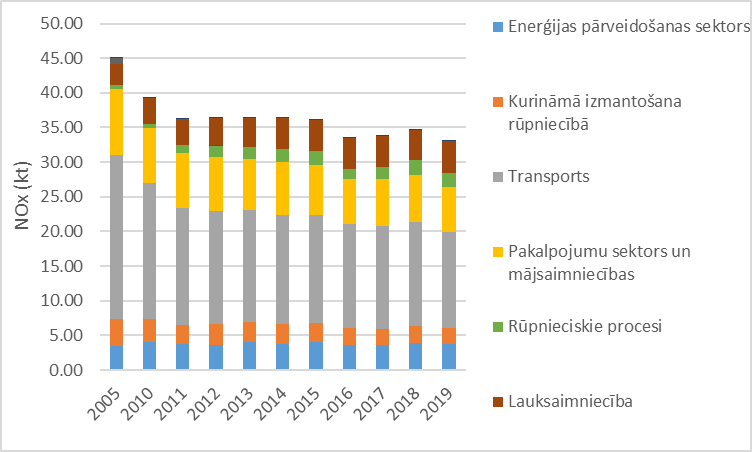 50.00
45.00
40.00
35.00
30.00
25.00
20.00
15.00
10.00
5.00
0.00
NOx (kt)
2005
2010
2011
2012
2013
2014
2015
2016
2017
2018
2019
Enerģijas pārveidošanas sektors
Kurināmā izmantošana
rūpniecībā
Transports
Pakalpojumu sektors un
mājsaimniecības
Rūpnieciskie procesi
Lauksaimniecība